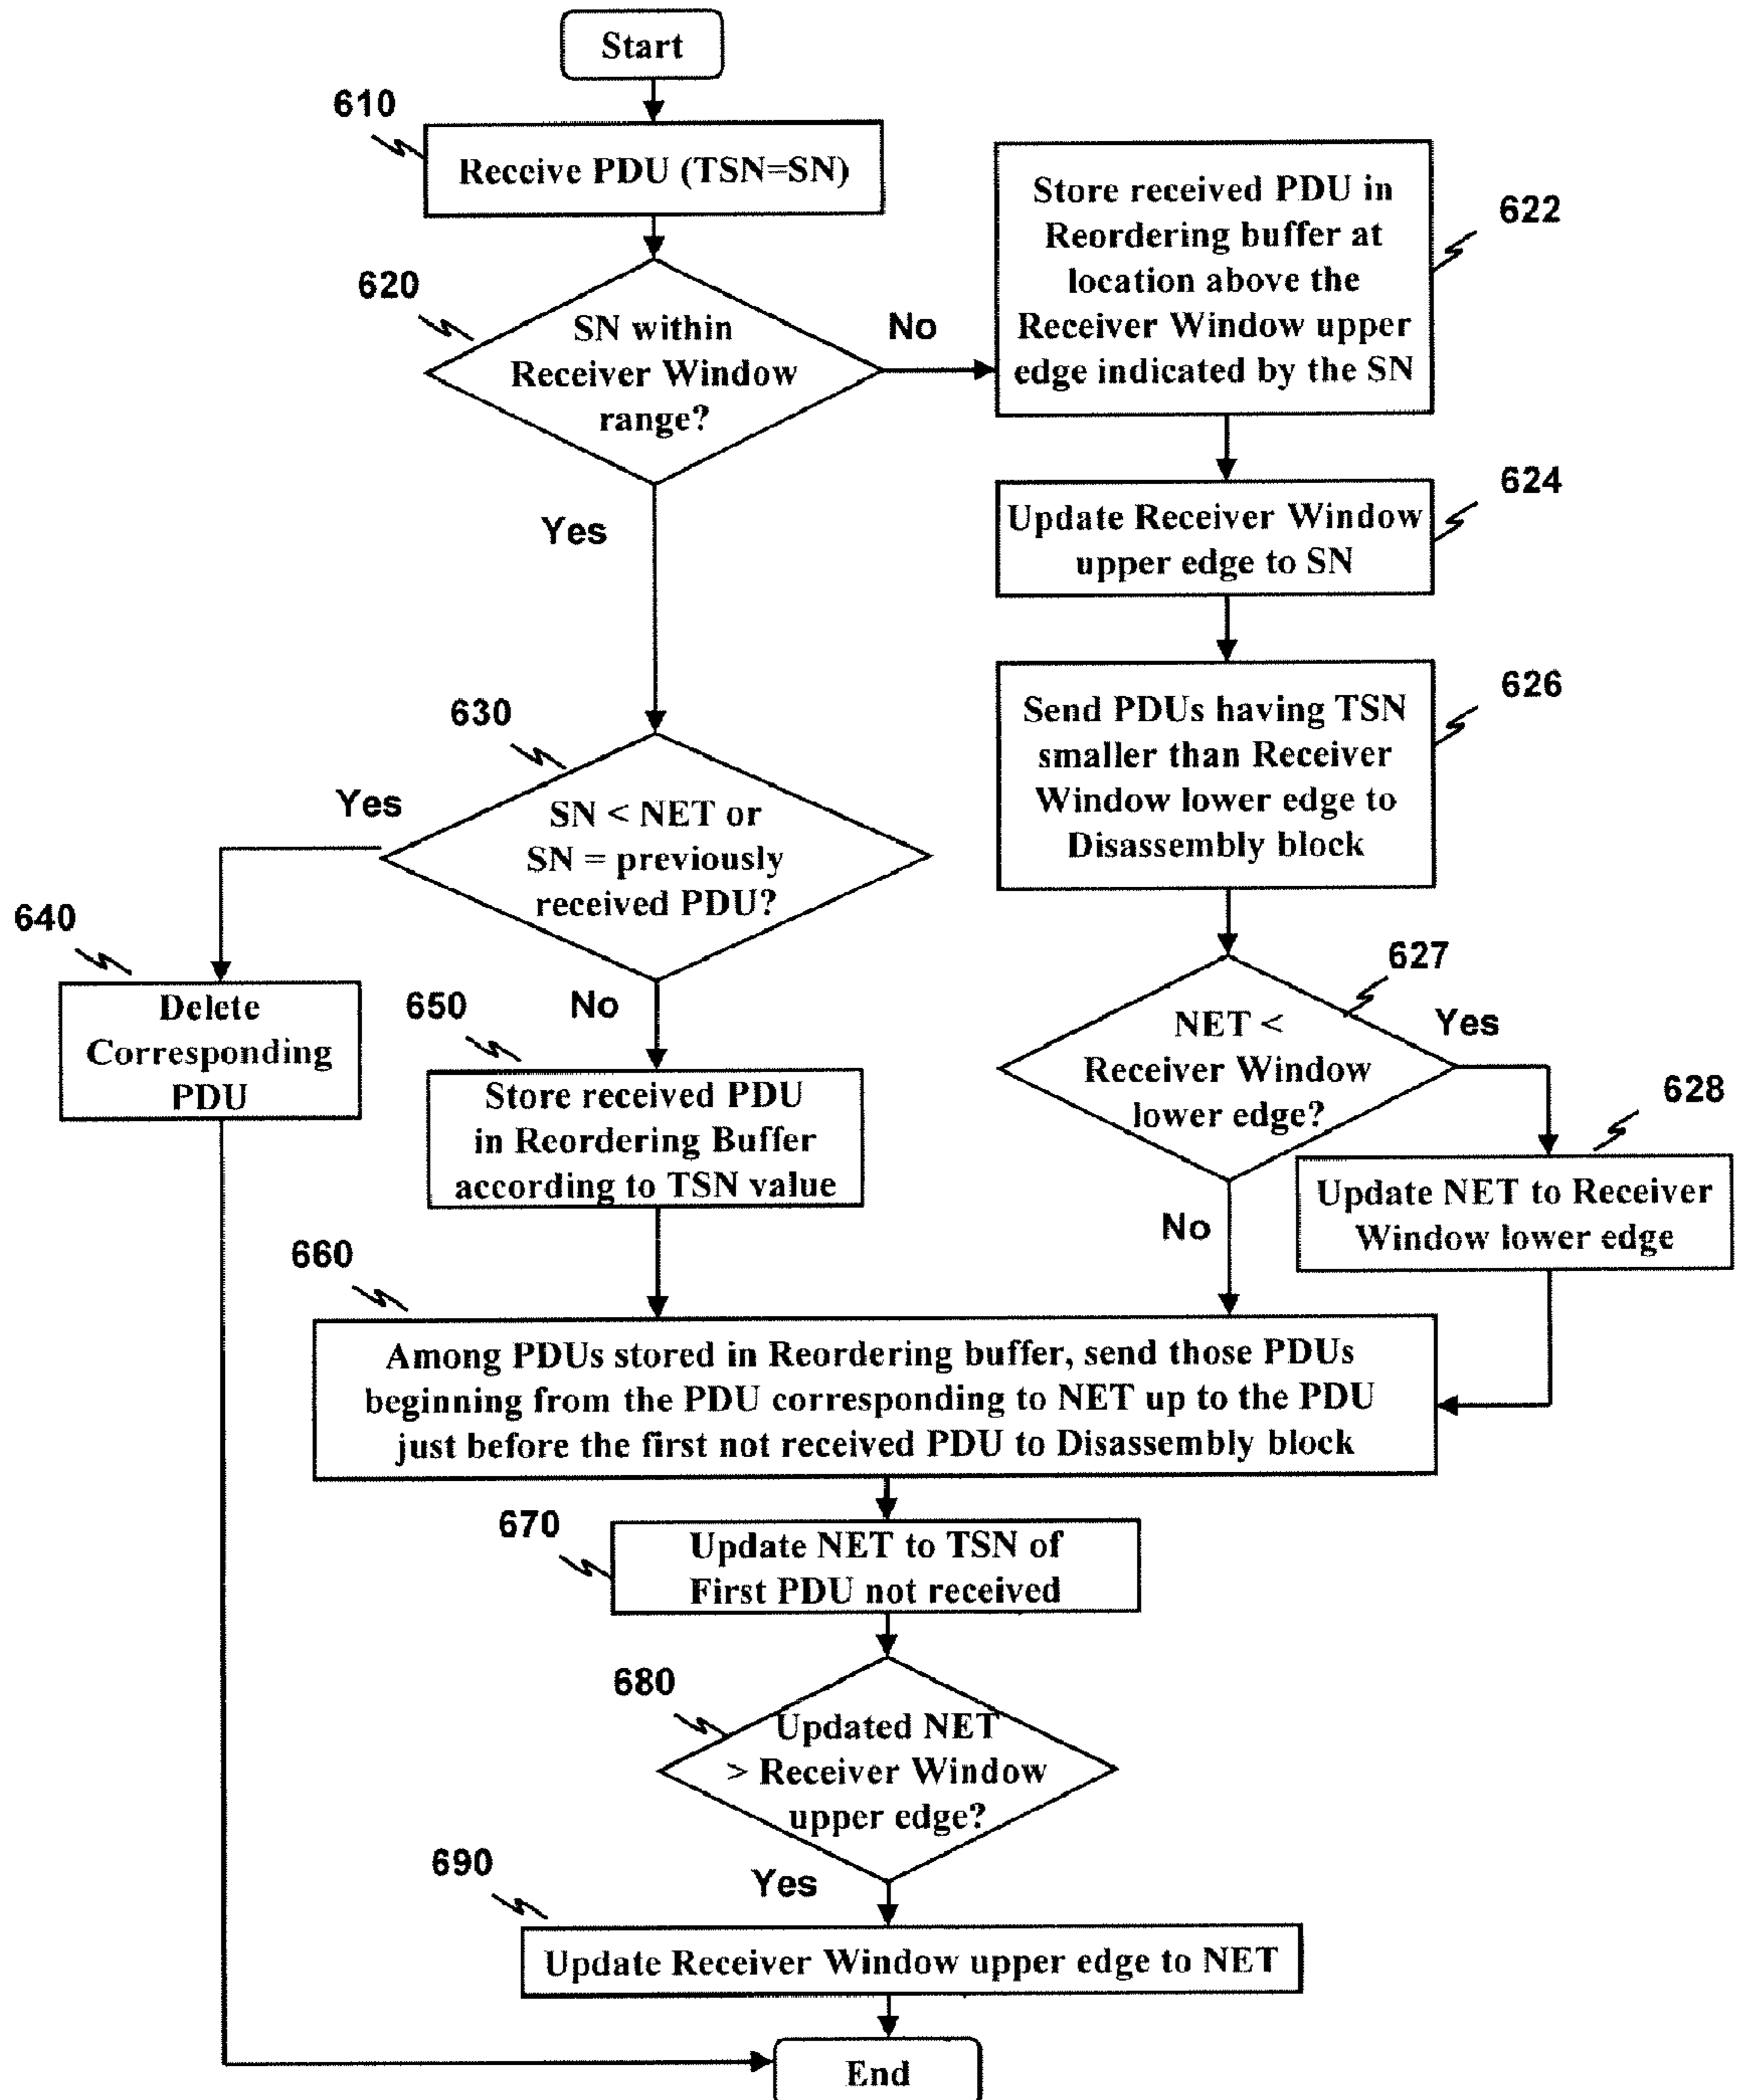 Start
610
Receive PDU (TSN=SN)
620
SN within
Receiver Window
range?
No
Yes
Store received PDU in
Reordering buffer at
location above the
Receiver Window upper
edge indicated by the SN
622
624
Update Receiver Window
upper edge to SN
626
Send PDUs having TSN
smaller than Receiver
Window lower edge to
Disassembly block
630
Yes
SN < NET or
SN = previously
received PDU?
No
640
Delete
Corresponding
PDU
650
Store received PDU
in Reordering Buffer
according to TSN value
627
NET <
Receiver Window
lower edge?
Yes
No
628
Update NET to Receiver
Window lower edge
660
Among PDUs stored in Reordering buffer, send those PDUs
beginning from the PDU corresponding to NET up to the PDU
just before the first not received PDU to Disassembly block
670
Update NET to TSN of
First PDU not received
680
Updated NET
> Receiver Window
upper edge?
Yes
690
Update Receiver Window upper edge to NET
End